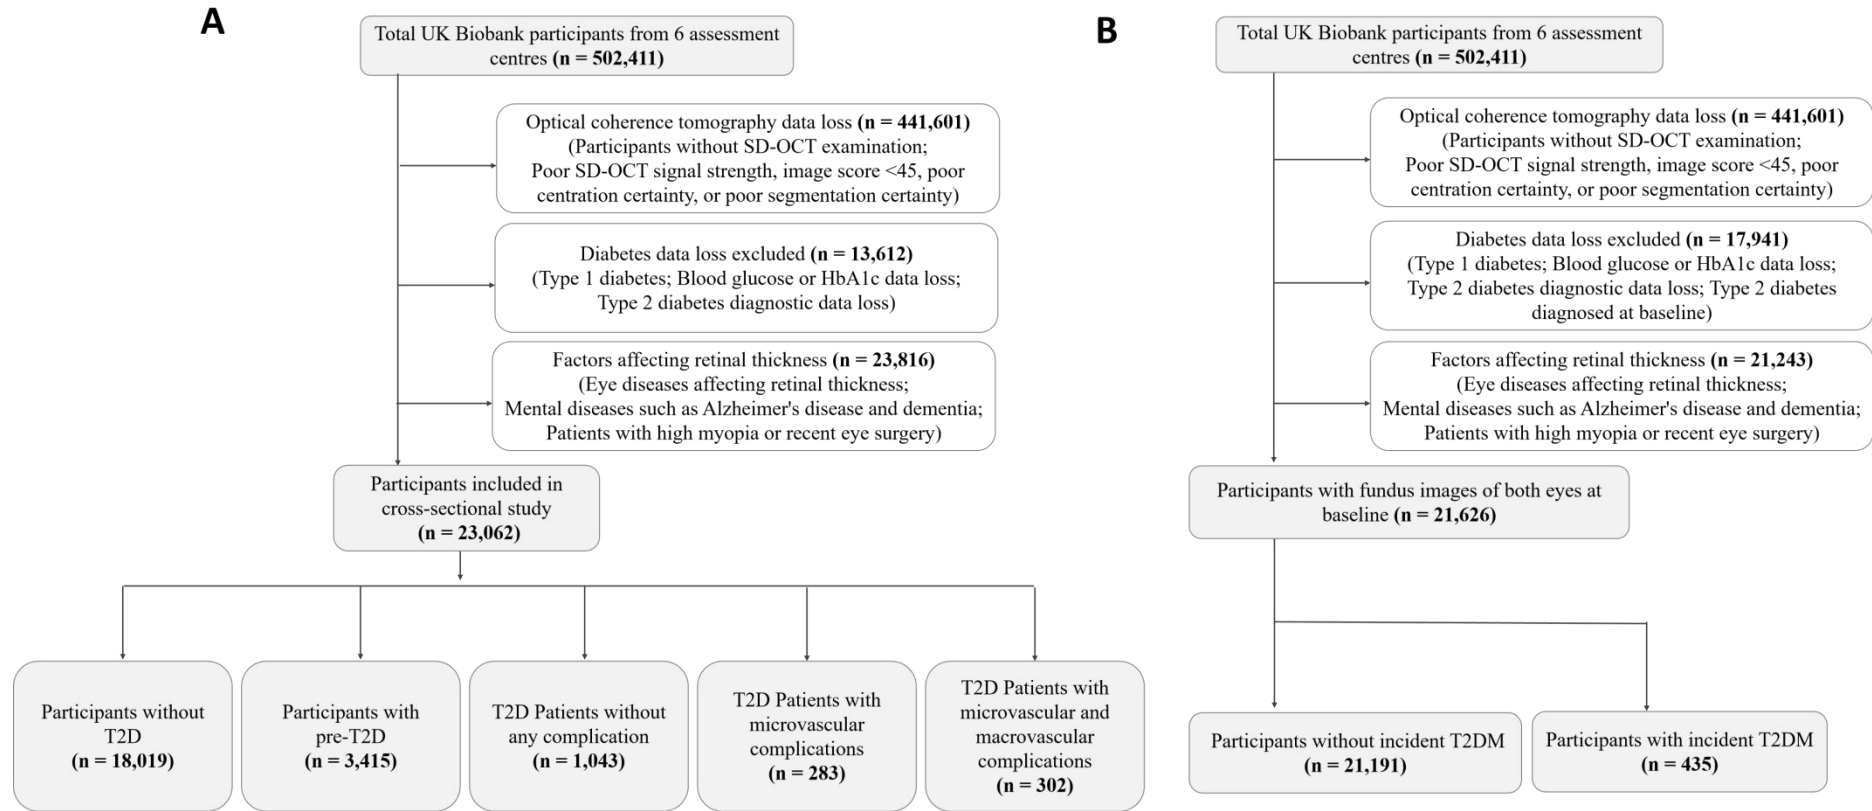 A
Total UK Biobank participants from 6 assessment
centres (n = 502,411)
Optical coherence tomography data loss (n = 441,601)
(Participants without SD-OCT examination;
Poor SD-OCT signal strength, image score <45, poor
centration certainty, or poor segmentation certainty)
Diabetes data loss excluded (n = 13,612)
(Type 1 diabetes; Blood glucose or HbA1c data loss;
Type 2 diabetes diagnostic data loss)
Factors affecting retinal thickness (n = 23,816)
(Eye diseases affecting retinal thickness;
Mental diseases such as Alzheimer's disease and dementia;
Patients with high myopia or recent eye surgery)
Participants included in
cross-sectional study
(n = 23,062)
Participants without
T2D
(n = 18,019)
Participants with
pre-T2D
(n = 3,415)
T2D Patients without
any complication
(n = 1,043)
T2D Patients with
microvascular
complications
(n = 283)
T2D Patients with
microvascular and
macrovascular
complications
(n = 302)
B
Total UK Biobank participants from 6 assessment
centres (n = 502,411)
Optical coherence tomography data loss (n = 441,601)
(Participants without SD-OCT examination;
Poor SD-OCT signal strength, image score <45, poor
centration certainty, or poor segmentation certainty)
Diabetes data loss excluded (n = 17,941)
(Type 1 diabetes; Blood glucose or HbA1c data loss;
Type 2 diabetes diagnostic data loss; Type 2 diabetes
diagnosed at baseline)
Factors affecting retinal thickness (n = 21,243)
(Eye diseases affecting retinal thickness;
Mental diseases such as Alzheimer's disease and dementia;
Patients with high myopia or recent eye surgery)
Participants with fundus images of both eyes at
baseline (n = 21,626)
Participants without incident T2DM
(n = 21,191)
Participants with incident T2DM
(n = 435)